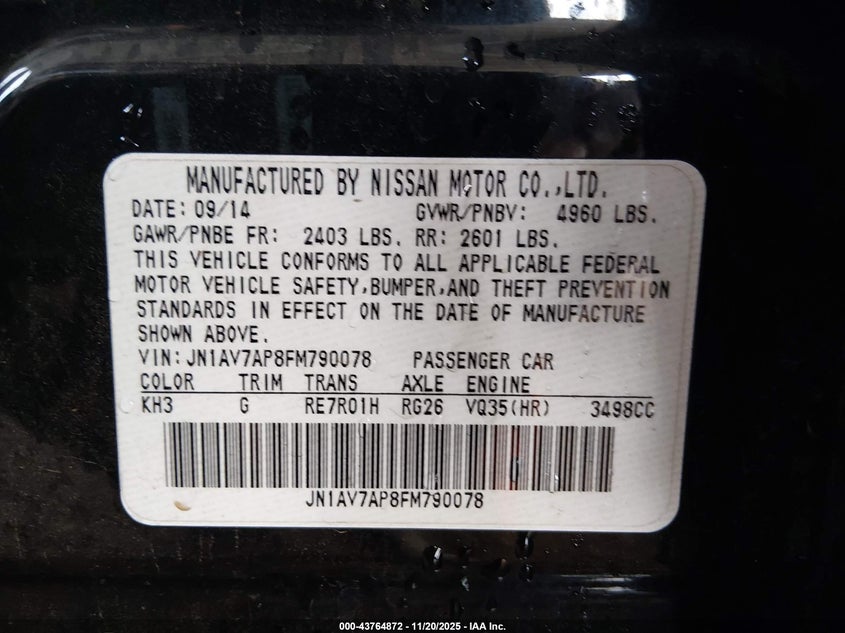 MANUFACTURED BY NISSAN MOTOR CO.,LTD.
DATE: 09/14 GVWR/PNBV: 4960 LBS.
GAWR/PNBE FR: 2403 LBS. RR: 2601 LBS.
THIS VEHICLE CONFORMS TO ALL APPLICABLE FEDERAL
MOTOR VEHICLE SAFETY,BUMPER,AND THEFT PREVENTION
STANDARDS IN EFFECT ON THE DATE OF MANUFACTURE
SHOWN ABOVE.
VIN:JN1AV7AP8FM790078 PASSENGER CAR
COLOR TRIM TRANS AXLE ENGINE
KH3 G RE7R01H RG26 VQ35(HR) 3498CC
JN1AV7AP8FM790078
000-43764872 - 11/20/2025 - IAA Inc.